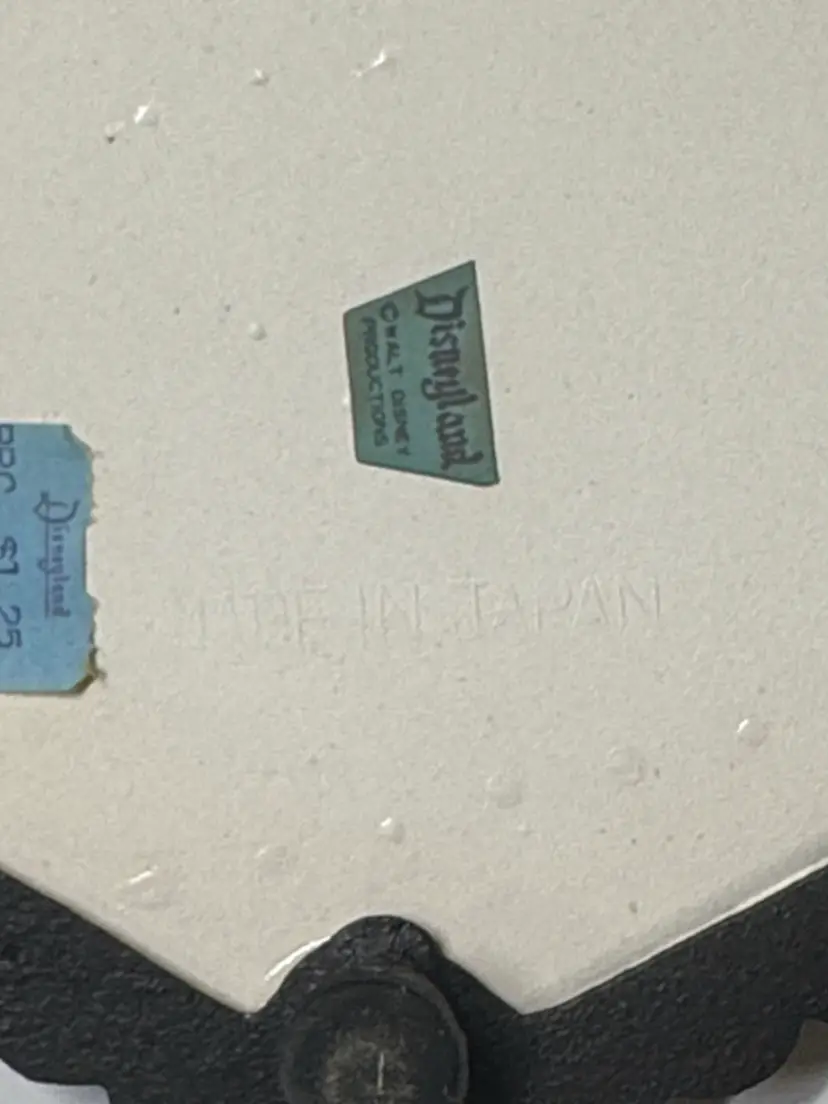 Disneyland
© WALT DISNEY
PRODUCTIONS
Disneyland
$1.25
MADE IN JAPAN